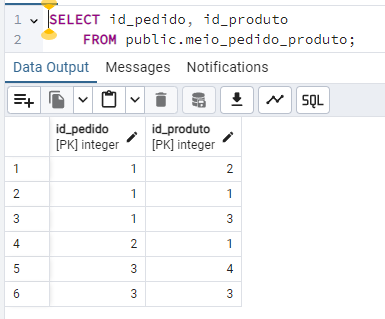 1 SELECT id_pedido, id_produto
2 FROM public.meio_pedido_produto;
Data Output Messages Notifications
SQL
id_pedido id_produto
[PK] integer [PK] integer
1 1 2
2 1 1
3 1 3
4 2 1
5 3 4
6 3 3